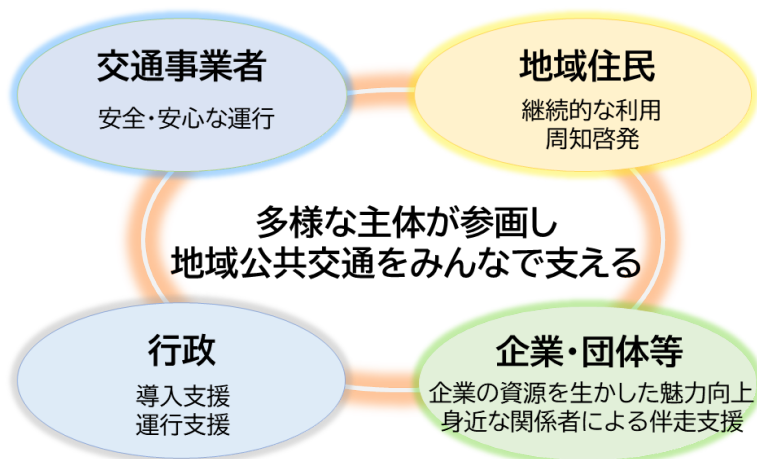 交通事業者
安全・安心な運行
地域住民
継続的な利用
周知啓発
多様な主体が参画し
地域公共交通をみんなで支える
行政
導入支援
運行支援
企業・団体等
企業の資源を生かした魅力向上
身近な関係者による伴走支援